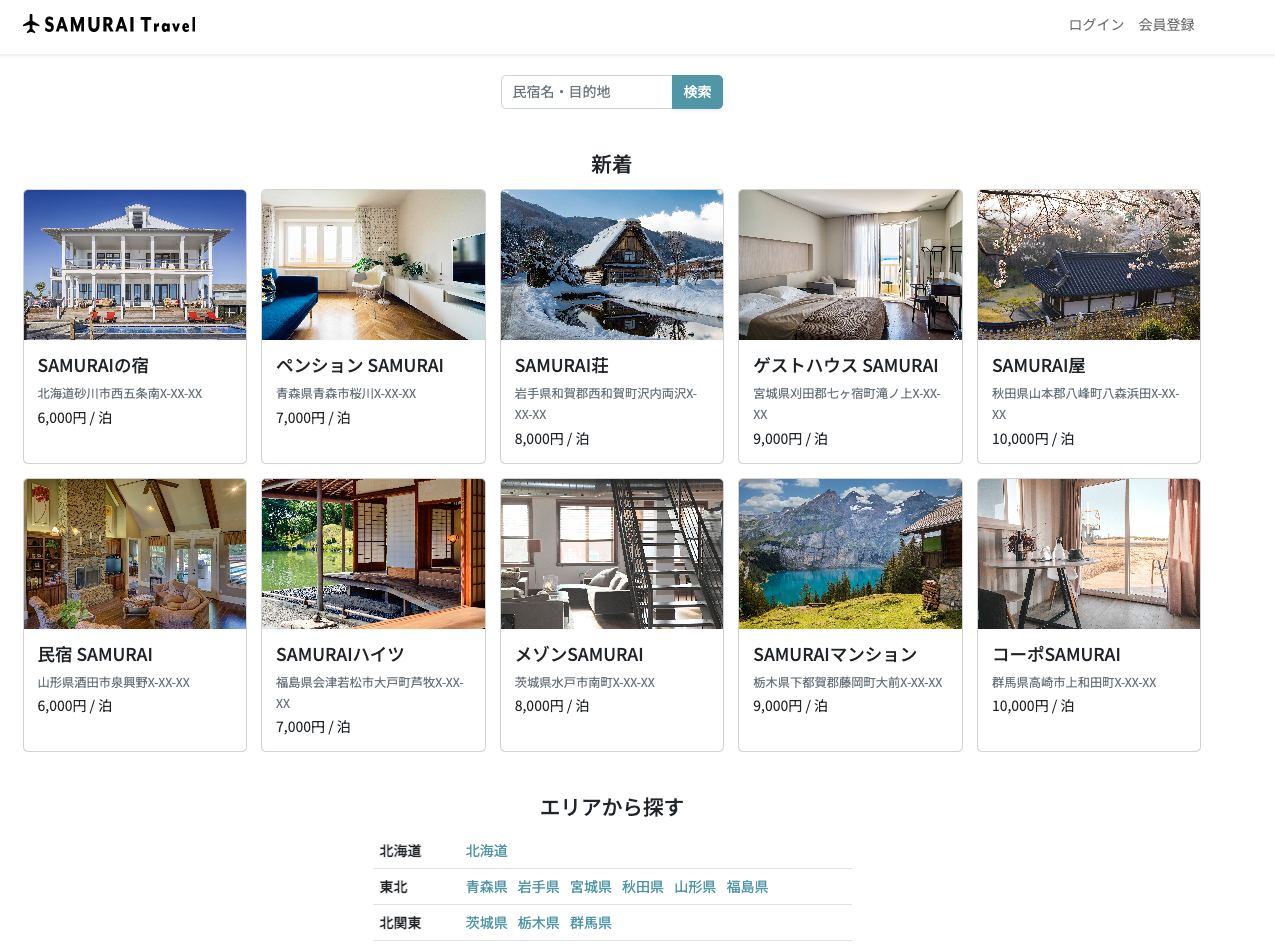 SAMURAI Travel
ログイン 会員登録
民宿名・目的地 検索
新着
SAMURAIの宿
北海道砂川市西五条南X-XX-XX
6,000円 / 泊
ペンション SAMURAI
青森県青森市桜川X-XX-XX
7,000円 / 泊
SAMURAI荘
岩手県和賀郡西和賀町沢内両沢X-
XX-XX
8,000円 / 泊
ゲストハウス SAMURAI
宮城県刈田郡七ヶ宿町滝ノ上X-XX-
XX
9,000円 / 泊
SAMURAI屋
秋田県山本郡八峰町八森浜田X-XX-
XX
10,000円 / 泊
民宿 SAMURAI
山形県酒田市泉興野X-XX-XX
6,000円 / 泊
SAMURAIハイツ
福島県会津若松市大戸町芦牧X-XX-
XX
7,000円 / 泊
メゾンSAMURAI
茨城県水戸市南町X-XX-XX
8,000円 / 泊
SAMURAIマンション
栃木県下都賀郡藤岡町大前X-XX-XX
9,000円 / 泊
コーポSAMURAI
群馬県高崎市上和田町X-XX-XX
10,000円 / 泊
エリアから探す
北海道 北海道
東北 青森県 岩手県 宮城県 秋田県 山形県 福島県
北関東 茨城県 栃木県 群馬県